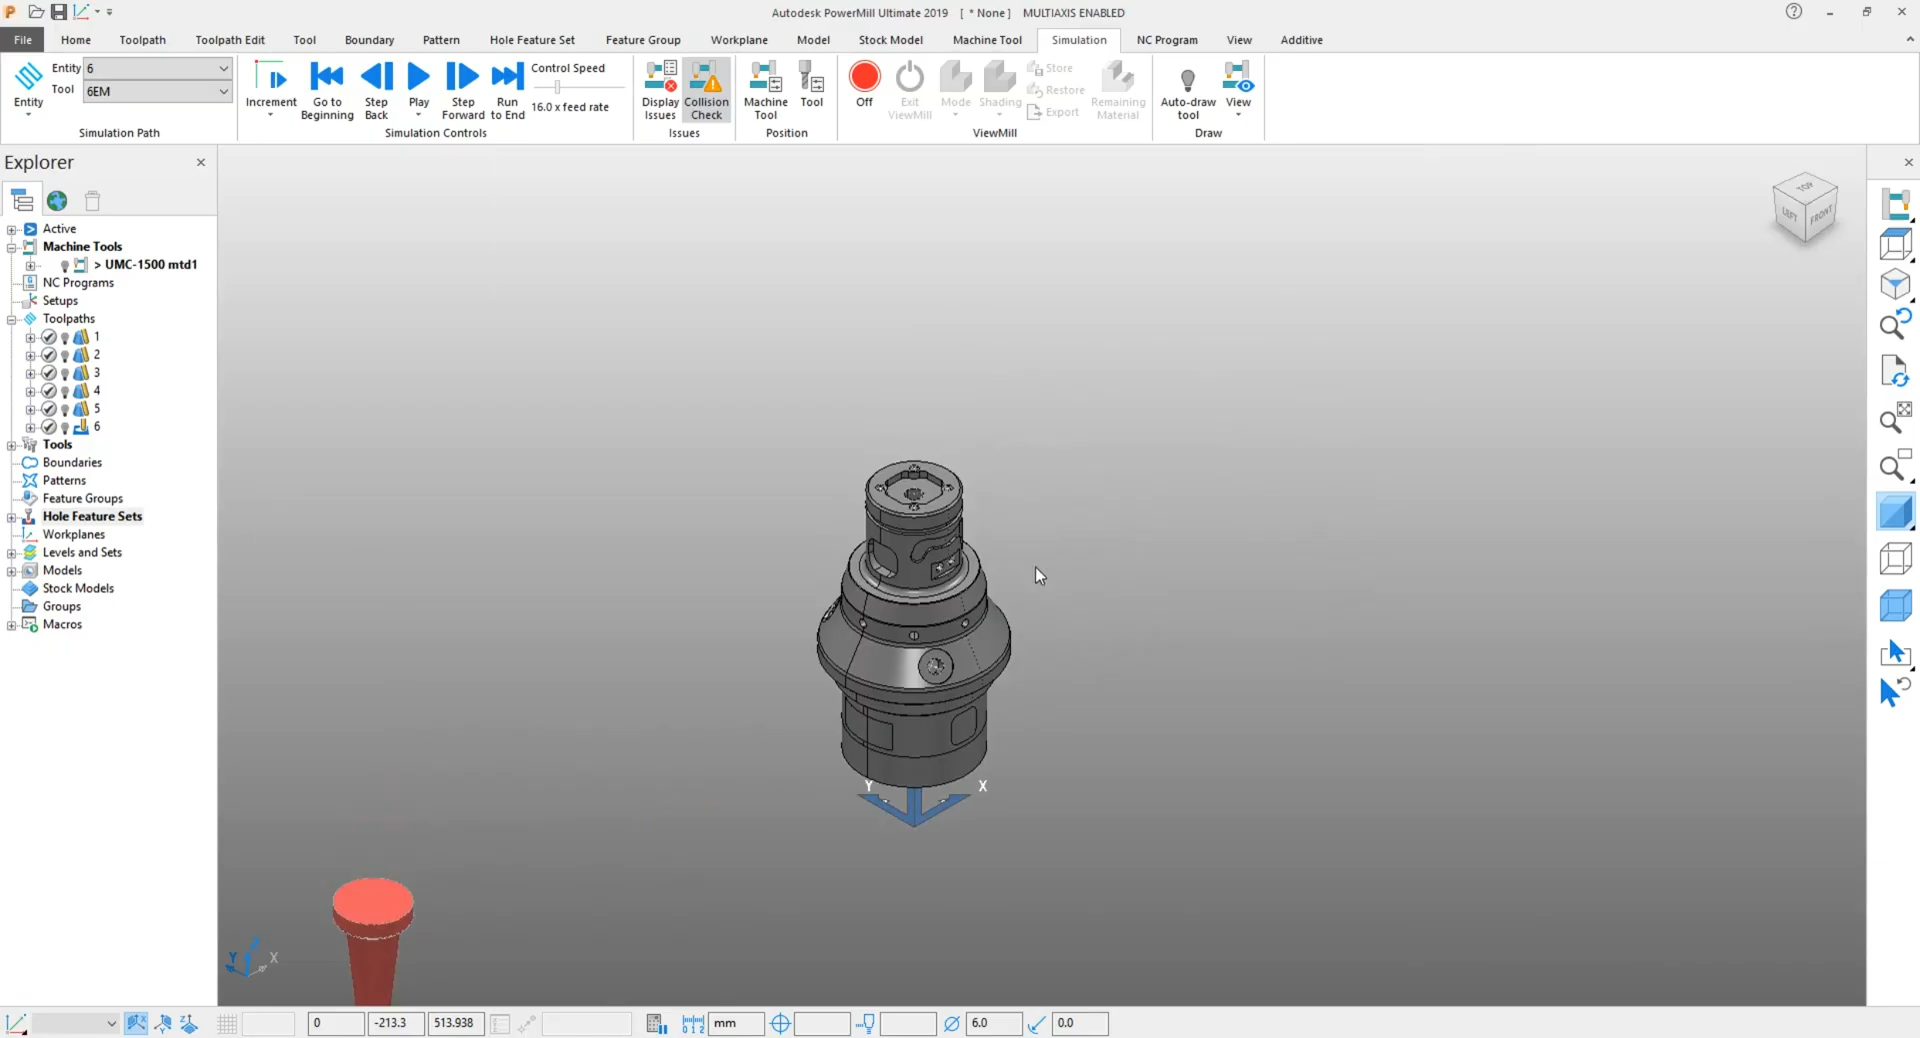 Autodesk PowerMill Ultimate 2019 [ * None ] MULTIAXIS ENABLED
File Home Toolpath Toolpath Edit Tool Boundary Pattern Hole Feature Set Feature Group Workplane Model Stock Model Machine Tool Simulation NC Program View Additive
Entity 6
Tool 6EM
Entity
Simulation Path
Increment
Go to Beginning
Step Back
Play
Step Forward
Run to End
Control Speed
16.0 x feed rate
Simulation Controls
Display Issues
Collision Check
Issues
Machine Tool
Tool
Position
Off
Exit ViewMill
Mode
Shading
Store
Restore
Export
Remaining Material
ViewMill
Auto-draw tool
View
Draw
Explorer
Active
Machine Tools
> UMC-1500 mtd1
NC Programs
Setups
Toolpaths
1
2
3
4
5
6
Tools
Boundaries
Patterns
Feature Groups
Hole Feature Sets
Workplanes
Levels and Sets
Models
Stock Models
Groups
Macros
TOP
LEFT FRONT
Y X
Z
Y X
0 -213.3 513.938 mm 6.0 0.0